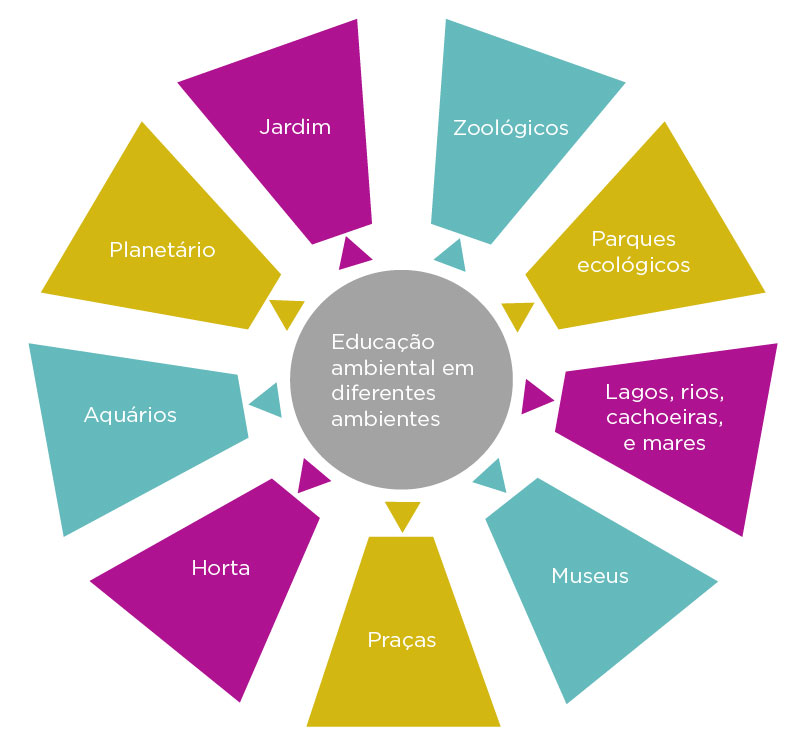 Jardim
Zoológicos
Planetário
Parques
ecológicos
Educação
ambiental em
diferentes
ambientes
Aquários
Lagos, rios,
cachoeiras,
e mares
Horta
Museus
Praças